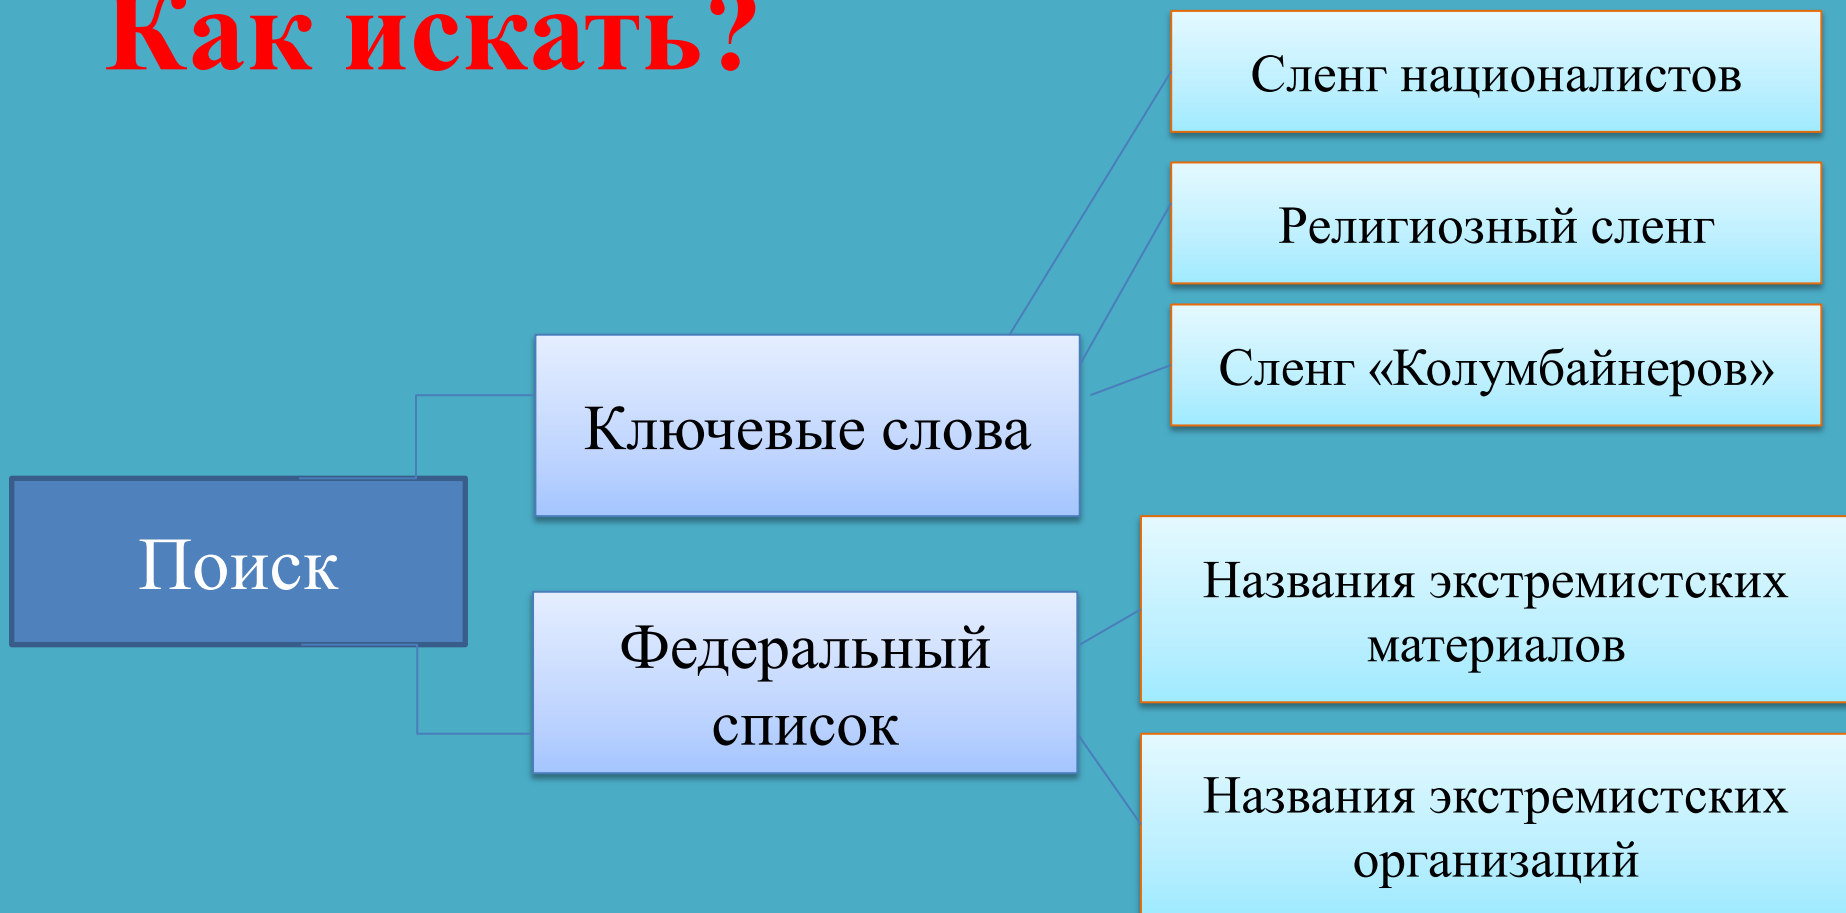 Как искать?
Сленг националистов
Религиозный сленг
Сленг «Колумбайнеров»
Ключевые слова
Поиск
Федеральный
список
Названия экстремистских
материалов
Названия экстремистских
организаций